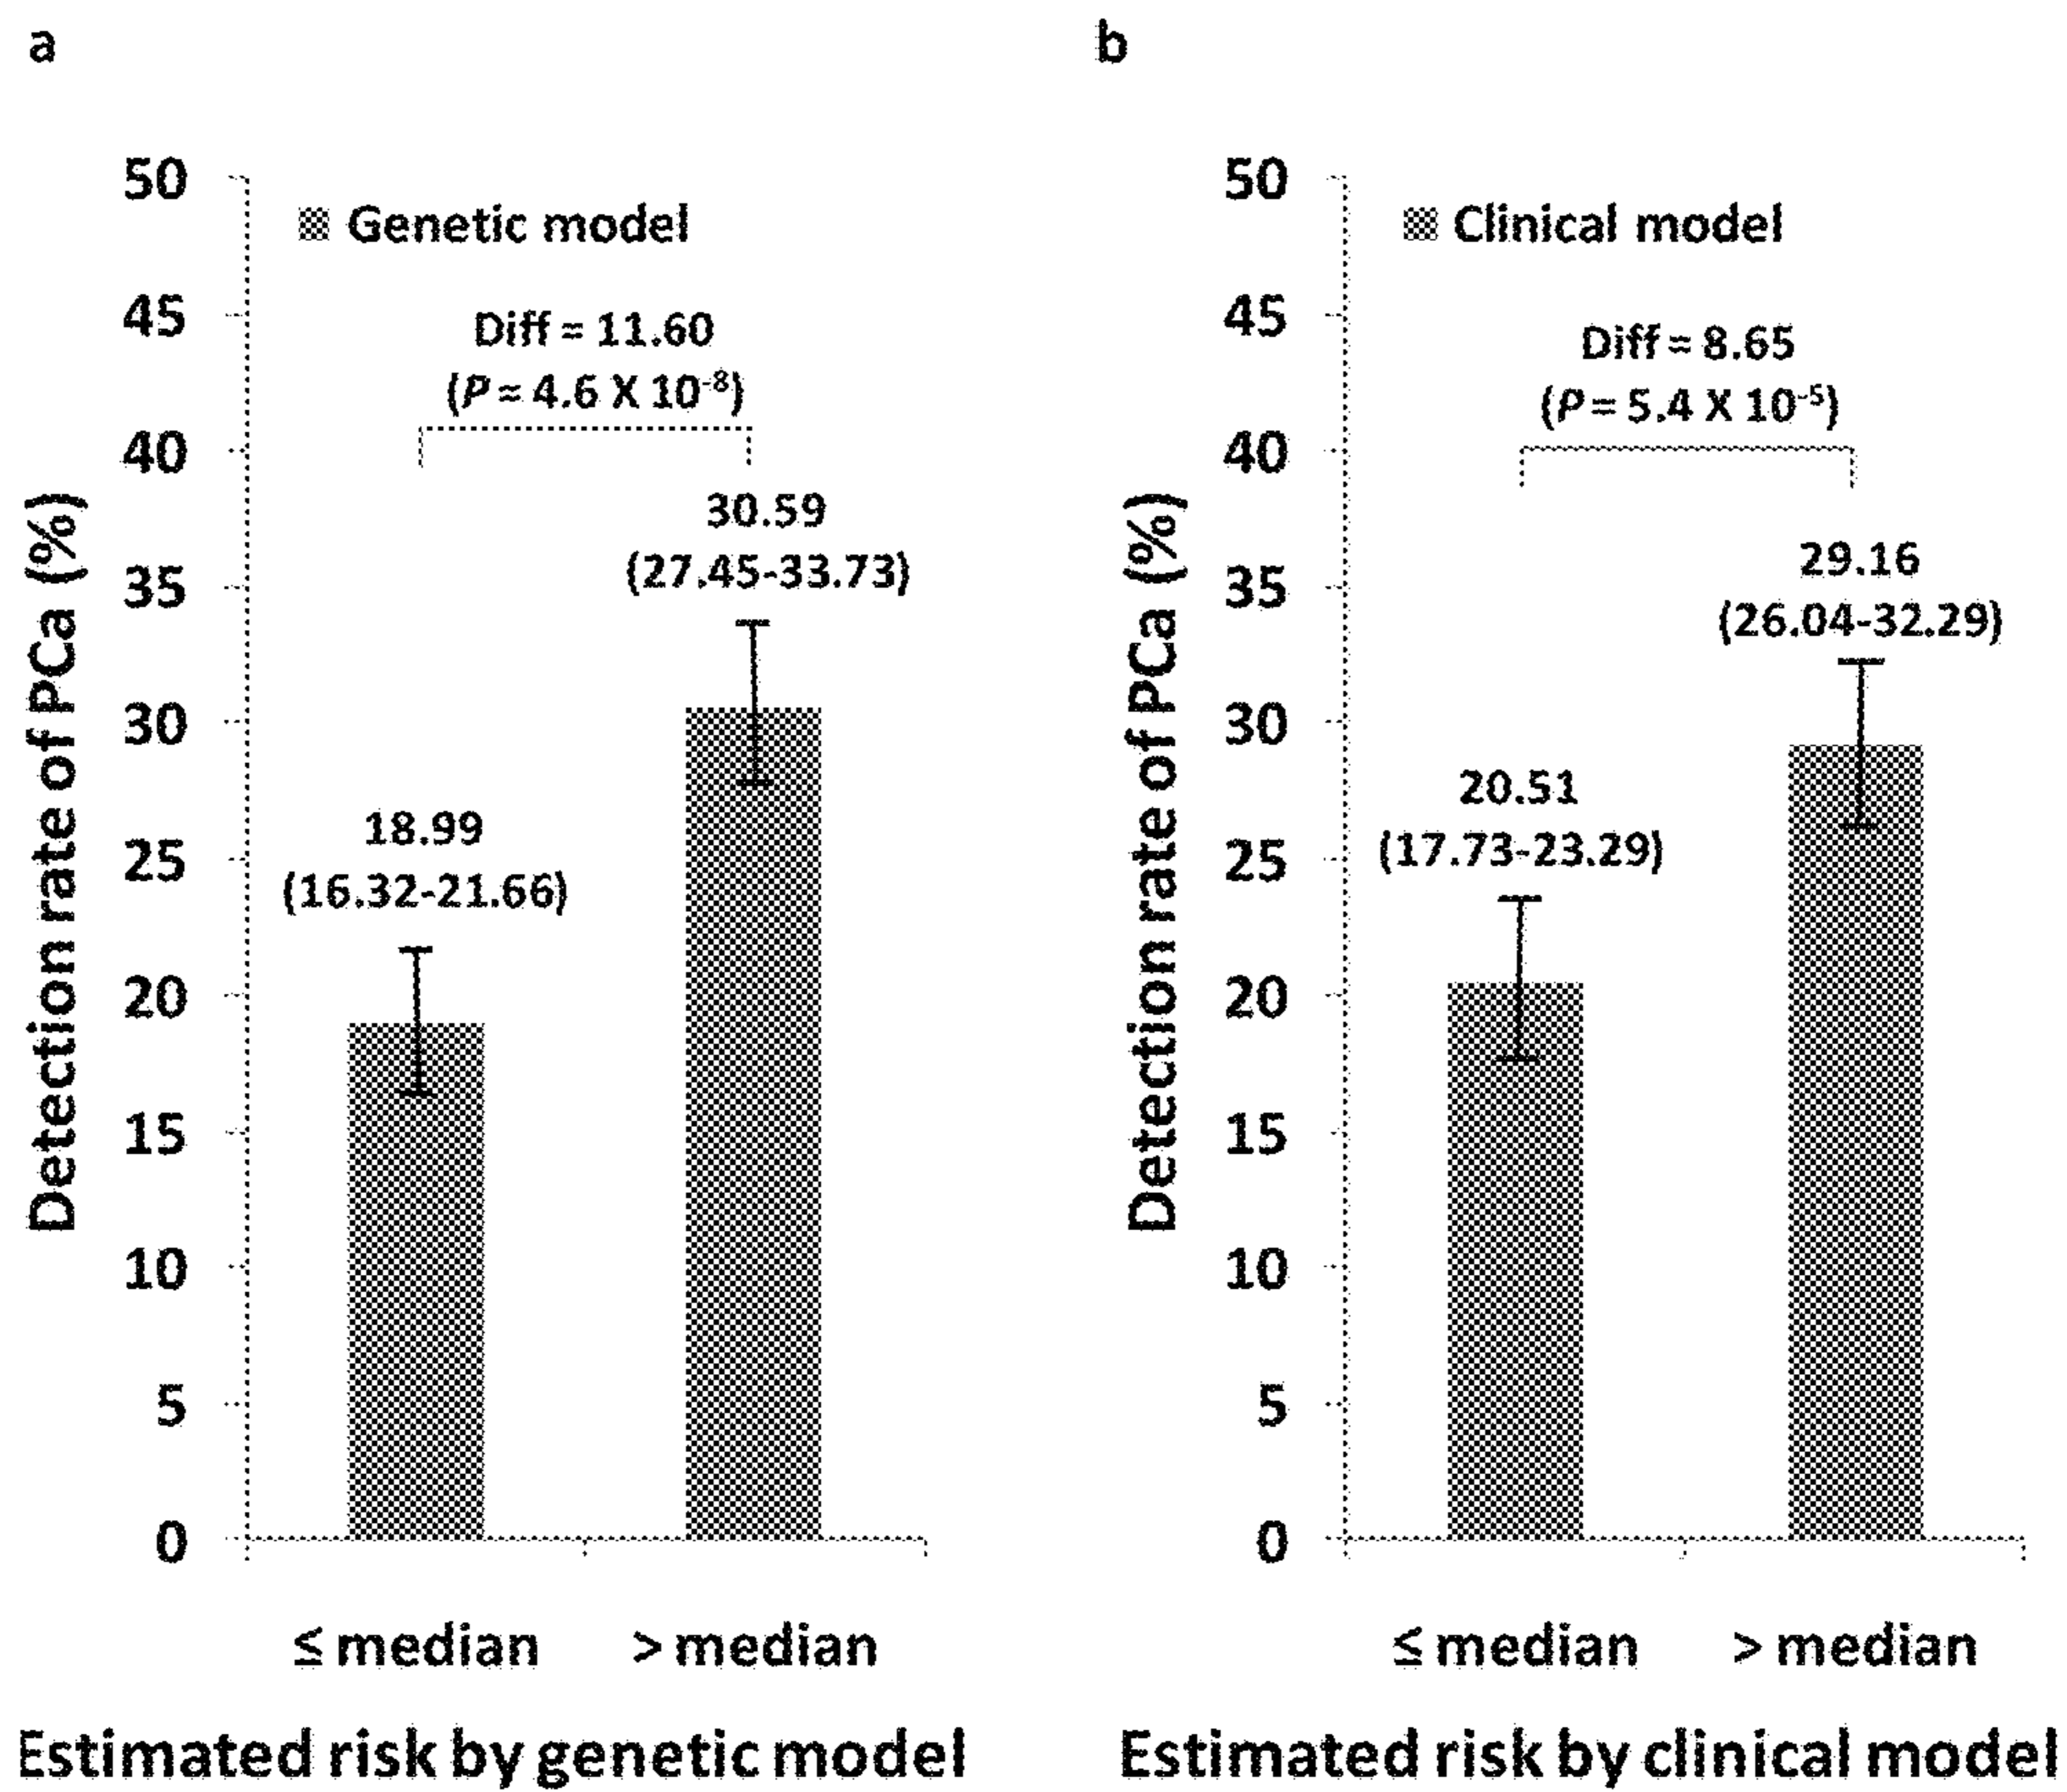 a
50
45
40
35
30
25
20
15
10
5
0
Detection rate of PCa (%)
Genetic model
Diff = 11.60
(P = 4.6 X 10⁻⁸)
30.59
(27.45-33.73)
18.99
(16.32-21.66)
≤ median > median
Estimated risk by genetic model
b
50
45
40
35
30
25
20
15
10
5
0
Detection rate of PCa (%)
Clinical model
Diff = 8.65
(P = 5.4 X 10⁻⁵)
29.16
(26.04-32.29)
20.51
(17.73-23.29)
≤ median > median
Estimated risk by clinical model